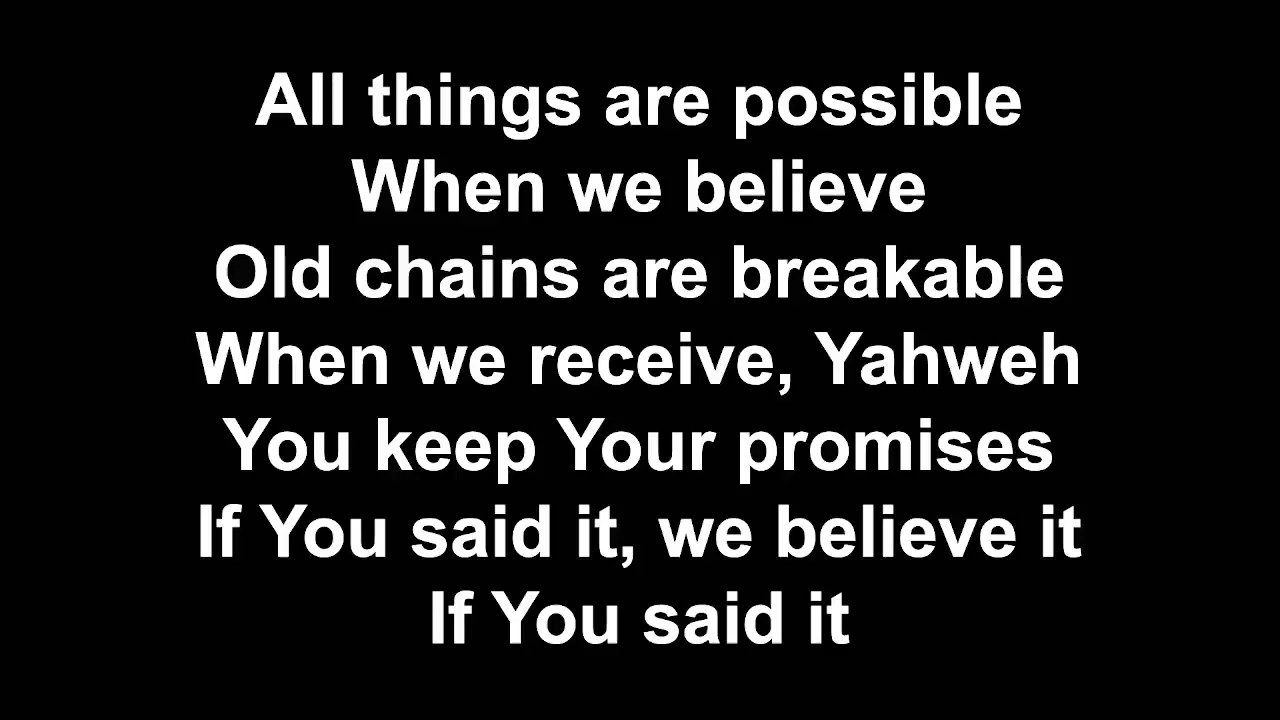 All things are possible
When we believe
Old chains are breakable
When we receive, Yahweh
You keep Your promises
If You said it, we believe it
If You said it